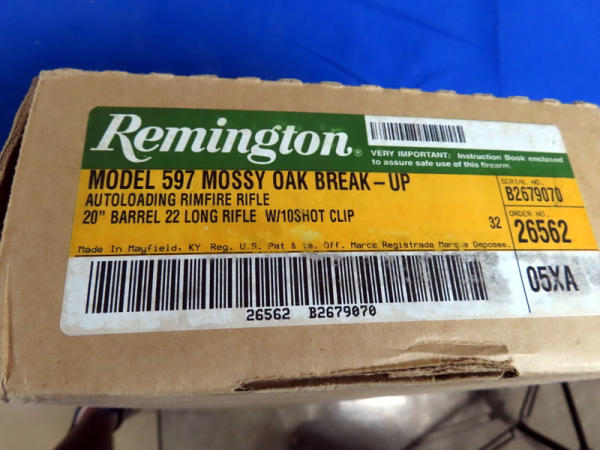 Remington®
VERY IMPORTANT: Instruction Book enclosed
to assure safe use of this firearm.
MODEL 597 MOSSY OAK BREAK-UP
AUTOLOADING RIMFIRE RIFLE
20" BARREL 22 LONG RIFLE W/10SHOT CLIP
32
SERIAL NO.
B2679070
ORDER NO.
26562
Made In Mayfield, KY Reg. U.S. Pat & tm. Off. Marca Registrada Marque Deposee.
05XA
26562 B2679070